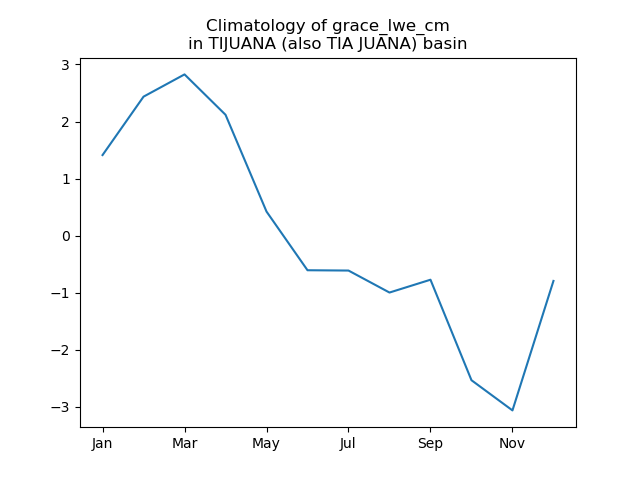 Climatology of grace_lwe_cm
in TIJUANA (also TIA JUANA) basin
3
2
1
0
−1
−2
−3
Jan Mar May Jul Sep Nov